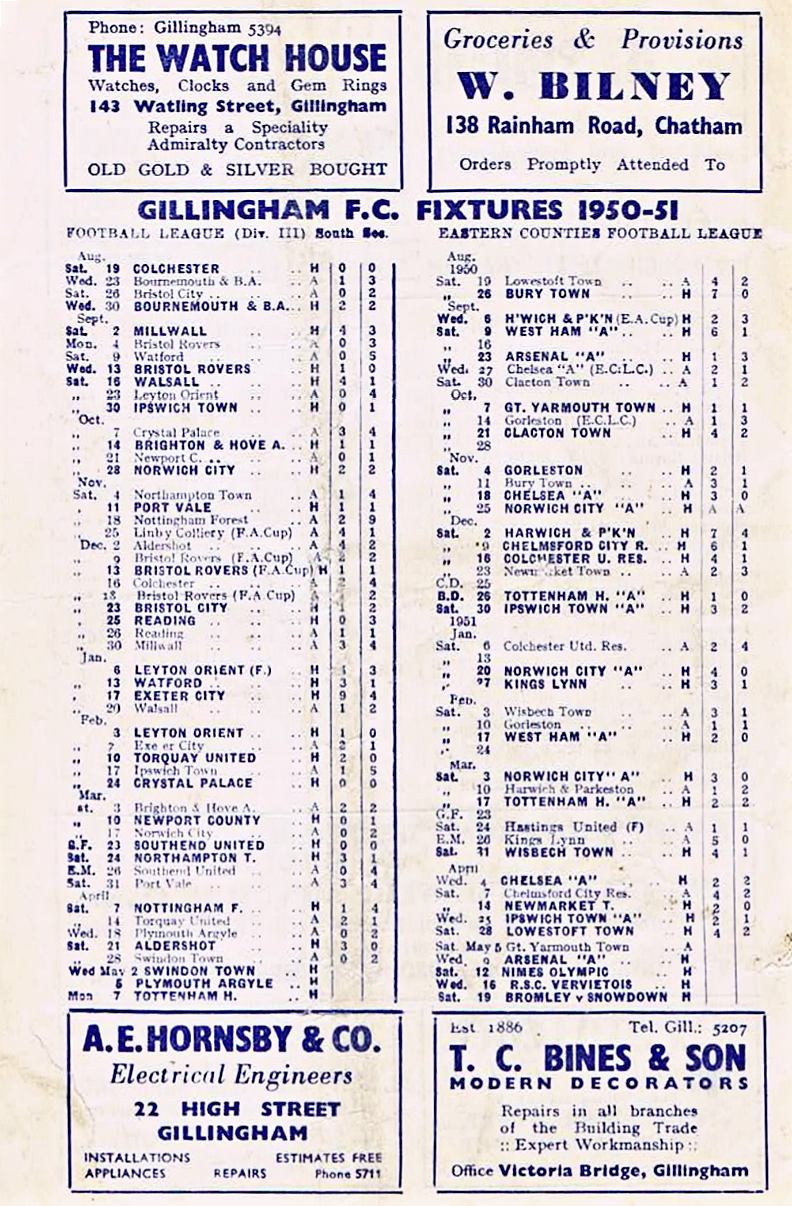 Phone: Gillingham 5394
THE WATCH HOUSE
Watches, Clocks and Gem Rings
143 Watling Street, Gillingham
Repairs a Speciality
Admiralty Contractors
OLD GOLD & SILVER BOUGHT
Groceries & Provisions
W. BILNEY
138 Rainham Road, Chatham
Orders Promptly Attended To
GILLINGHAM F.C. FIXTURES 1950-51
FOOTBALL LEAGUE (Div. III) South Sec.
Aug.
Sat. 19 COLCHESTER .. .. H 0 0
Wed. 23 Bournemouth & B.A. .. A 1 3
Sat. 26 Bristol City .. .. A 0 2
Wed. 30 BOURNEMOUTH & B.A... H 2 2
Sept.
Sat. 2 MILLWALL .. .. H 4 3
Mon. 4 Bristol Rovers .. A 0 3
Sat. 9 Watford .. .. A 0 5
Wed. 13 BRISTOL ROVERS .. H 1 0
Sat. 16 WALSALL .. .. H 4 1
„ 23 Leyton Orient .. A 0 4
„ 30 IPSWICH TOWN .. H 0 1
Oct.
„ 7 Crystal Palace .. A 3 4
„ 14 BRIGHTON & HOVE A. .. H 1 1
„ 21 Newport C. .. .. A 0 1
„ 28 NORWICH CITY .. H 2 2
Nov.
Sat. 4 Northampton Town .. A 1 4
„ 11 PORT VALE .. H 1 1
„ 18 Nottingham Forest .. A 2 9
„ 25 Linby Colliery (F.A.Cup) A 4 1
Dec. 2 Aldershot .. .. A 4 2
„ 9 Bristol Rovers (F.A.Cup) A 2 2
„ 13 BRISTOL ROVERS (F.A.Cup) H 1 1
16 Colchester .. .. A 2 4
„ 18 Bristol Rovers (F.A.Cup) A 1 2
„ 23 BRISTOL CITY .. H 1 2
„ 25 READING .. .. H 0 3
„ 26 Reading .. .. A 1 1
„ 30 Millwall .. .. A 3 4
Jan.
6 LEYTON ORIENT (F.) .. H 3
„ 13 WATFORD .. .. H 3 1
„ 17 EXETER CITY .. H 9 4
„ 20 Walsall .. .. A 1 2
Feb.
3 LEYTON ORIENT .. H 1 0
„ 7 Exeter City .. A 2 1
„ 10 TORQUAY UNITED .. H 2 0
„ 17 Ipswich Town .. A 1 5
„ 24 CRYSTAL PALACE .. H 0 0
Mar.
Sat. 3 Brighton & Hove A. .. A 2 2
„ 10 NEWPORT COUNTY .. H 0 1
„ 17 Norwich City .. A 0 2
G.F. 23 SOUTHEND UNITED .. H 0 0
Sat. 24 NORTHAMPTON T. .. H 3 1
E.M. 26 Southend United .. A 0 4
Sat. 31 Port Vale .. .. A 3 4
April
Sat. 7 NOTTINGHAM F. .. H 1 4
14 Torquay United .. A 2 1
Wed. 18 Plymouth Argyle .. A 0 2
Sat. 21 ALDERSHOT .. H 3 0
„ 28 Swindon Town .. A 0 2
Wed May 2 SWINDON TOWN H
5 PLYMOUTH ARGYLE .. H
Mon 7 TOTTENHAM H. .. H
EASTERN COUNTIES FOOTBALL LEAGUE
Aug.
1950
Sat. 19 Lowestoft Town .. A 4 2
„ 26 BURY TOWN .. H 7 0
Sept.
Wed. 6 H'WICH & P'K'N (E.A.Cup) H 2 3
Sat. 9 WEST HAM "A" .. H 6 1
„ 16
„ 23 ARSENAL "A" .. H 1 3
Wed. 27 Chelsea "A" (E.C.L.C.) .. A 2 1
Sat. 30 Clacton Town .. A 1 2
Oct.
„ 7 GT. YARMOUTH TOWN .. H 1 1
„ 14 Gorleston (E.C.L.C.) .. A 1 3
„ 21 CLACTON TOWN .. H 4 2
„ 28
Nov.
Sat. 4 GORLESTON .. H 2 1
„ 11 Bury Town .. .. A 3 1
„ 18 CHELSEA "A" .. H 3 0
„ 25 NORWICH CITY "A" .. H A A
Dec.
Sat. 2 HARWICH & P'K'N .. H 7 4
„ 9 CHELMSFORD CITY R. .. H 6 1
„ 16 COLCHESTER U. RES. .. H 4 1
23 Newmarket Town .. A 2 3
C.D. 25
B.D. 26 TOTTENHAM H. "A" .. H 1 0
Sat. 30 IPSWICH TOWN "A" .. H 3 2
1951
Jan.
Sat. 6 Colchester Utd. Res. .. A 2 4
„ 13
„ 20 NORWICH CITY "A" .. H 4 0
„ 27 KINGS LYNN .. .. H 3 1
Feb.
Sat. 3 Wisbech Town .. .. A 3 1
„ 10 Gorleston .. .. A 1 1
„ 17 WEST HAM "A" .. H 2 0
„ 24
Mar.
Sat. 3 NORWICH CITY "A" .. H 3 0
„ 10 Harwich & Parkeston .. A 1 2
„ 17 TOTTENHAM H. "A" .. H 2 2
G.F. 23
Sat. 24 Hastings United (F) .. A 1 1
E.M. 26 Kings Lynn .. .. A 5 0
Sat. 31 WISBECH TOWN .. H 4 1
April
Wed. 4 CHELSEA "A" .. H 2 2
Sat. 7 Chelmsford City Res. .. A 4 2
14 NEWMARKET T. .. H 2 0
Wed. 25 IPSWICH TOWN "A" .. H 2 1
Sat. 28 LOWESTOFT TOWN .. H 4 2
Sat. May 5 Gt. Yarmouth Town .. A
Wed. 9 ARSENAL "A" .. H
Sat. 12 NIMES OLYMPIC .. H
Wed. 16 R.S.C. VERVIETOIS .. H
Sat. 19 BROMLEY v SNOWDOWN H
A. E. HORNSBY & CO.
Electrical Engineers
22 HIGH STREET
GILLINGHAM
INSTALLATIONS ESTIMATES FREE
APPLIANCES REPAIRS Phone 5711
Est. 1886 Tel. Gill.: 5207
T. C. BINES & SON
MODERN DECORATORS
Repairs in all branches
of the Building Trade
:: Expert Workmanship ::
Office Victoria Bridge, Gillingham